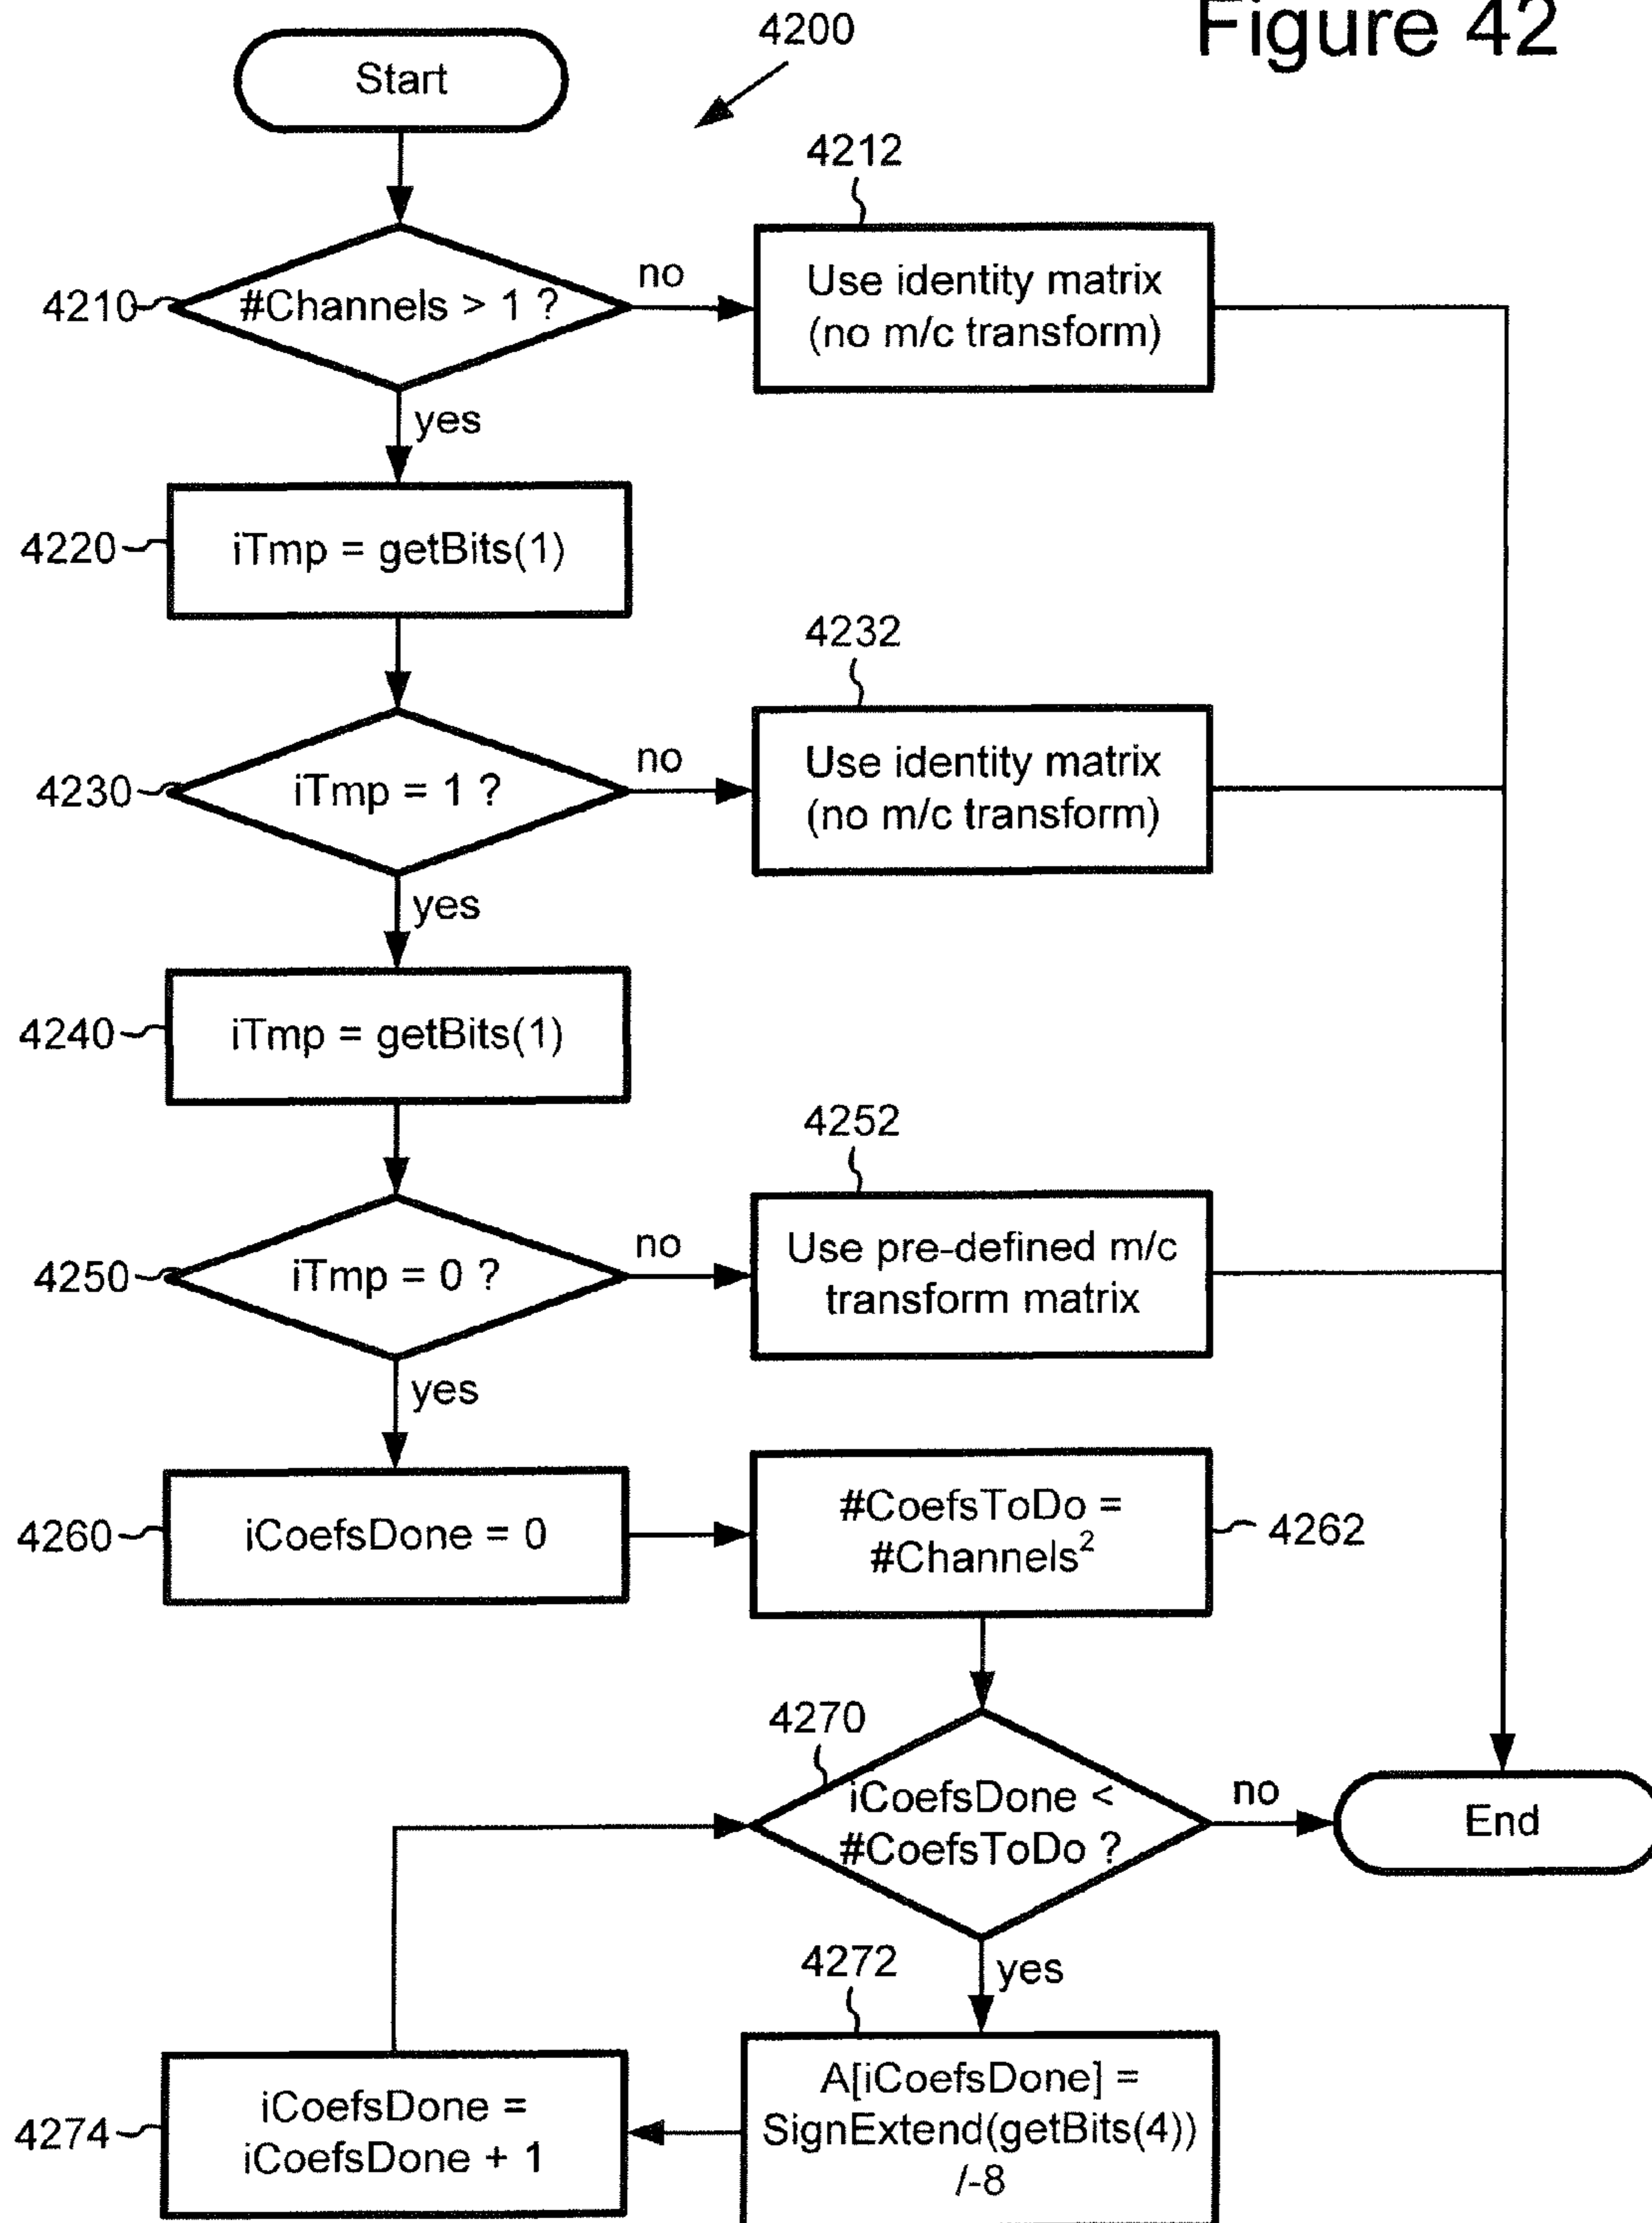 Figure 42
4200
Start
4212
4210
#Channels > 1 ?
no
Use identity matrix
(no m/c transform)
yes
4220
iTmp = getBits(1)
4232
4230
iTmp = 1 ?
no
Use identity matrix
(no m/c transform)
yes
4240
iTmp = getBits(1)
4252
4250
iTmp = 0 ?
no
Use pre-defined m/c
transform matrix
yes
4260
iCoefsDone = 0
#CoefsToDo =
#Channels²
4262
4270
iCoefsDone <
#CoefsToDo ?
no
End
yes
4272
A[iCoefsDone] =
SignExtend(getBits(4))
/-8
4274
iCoefsDone =
iCoefsDone + 1